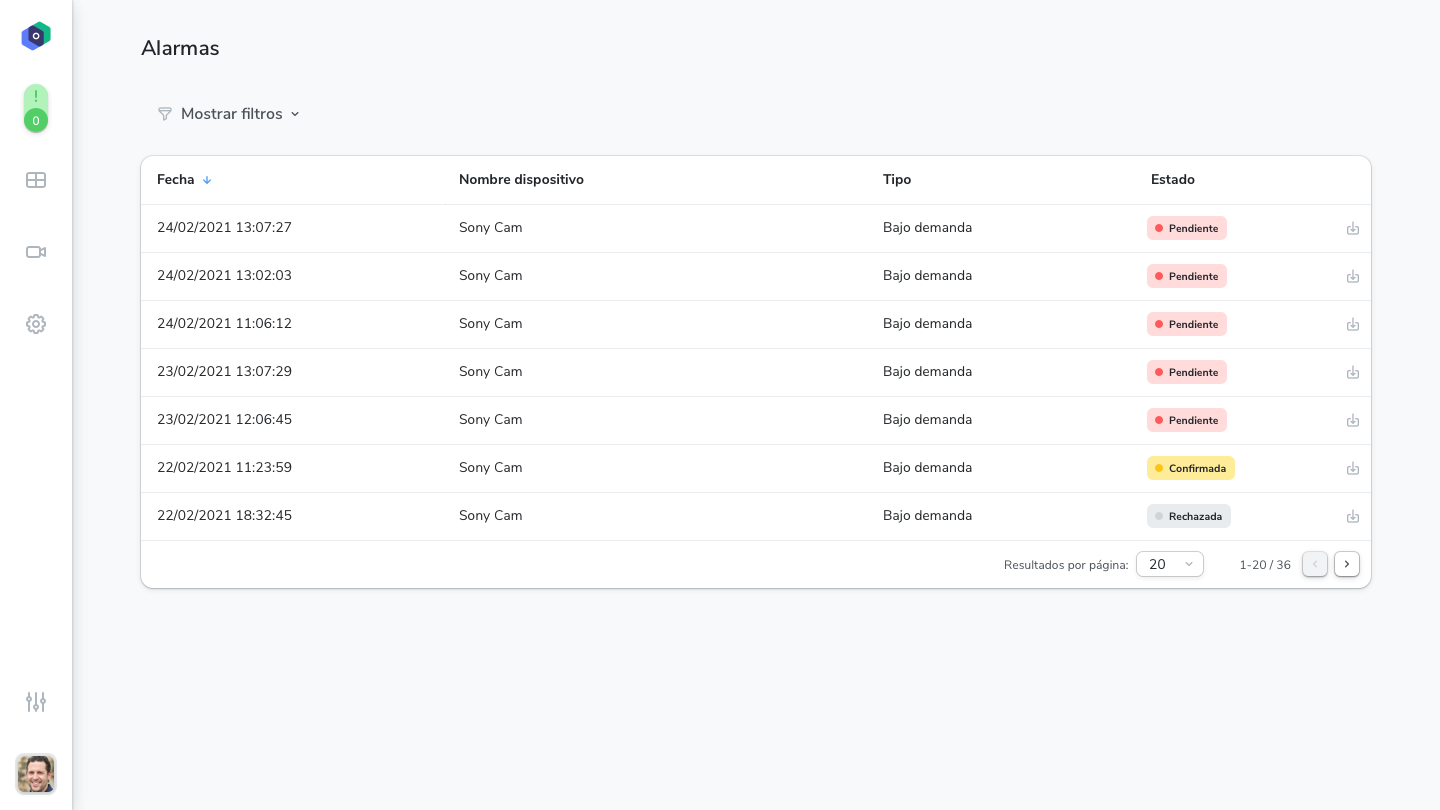 Alarmas
!
0
Mostrar filtros
Fecha Nombre dispositivo Tipo Estado
24/02/2021 13:07:27 Sony Cam Bajo demanda Pendiente
24/02/2021 13:02:03 Sony Cam Bajo demanda Pendiente
24/02/2021 11:06:12 Sony Cam Bajo demanda Pendiente
23/02/2021 13:07:29 Sony Cam Bajo demanda Pendiente
23/02/2021 12:06:45 Sony Cam Bajo demanda Pendiente
22/02/2021 11:23:59 Sony Cam Bajo demanda Confirmada
22/02/2021 18:32:45 Sony Cam Bajo demanda Rechazada
Resultados por página: 20 1-20 / 36